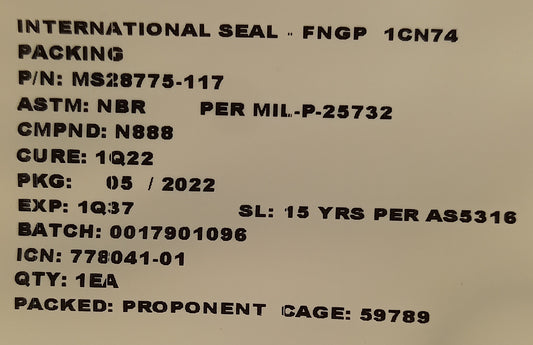 INTERNATIONAL SEAL - FNGP 1CN74
PACKING
P/N: MS28775-117
ASTM: NBR PER MIL-P-25732
CMPND: N888
CURE: 1Q22
PKG: 05 / 2022
EXP: 1Q37 SL: 15 YRS PER AS5316
BATCH: 0017901096
ICN: 778041-01
QTY: 1EA
PACKED: PROPONENT CAGE: 59789